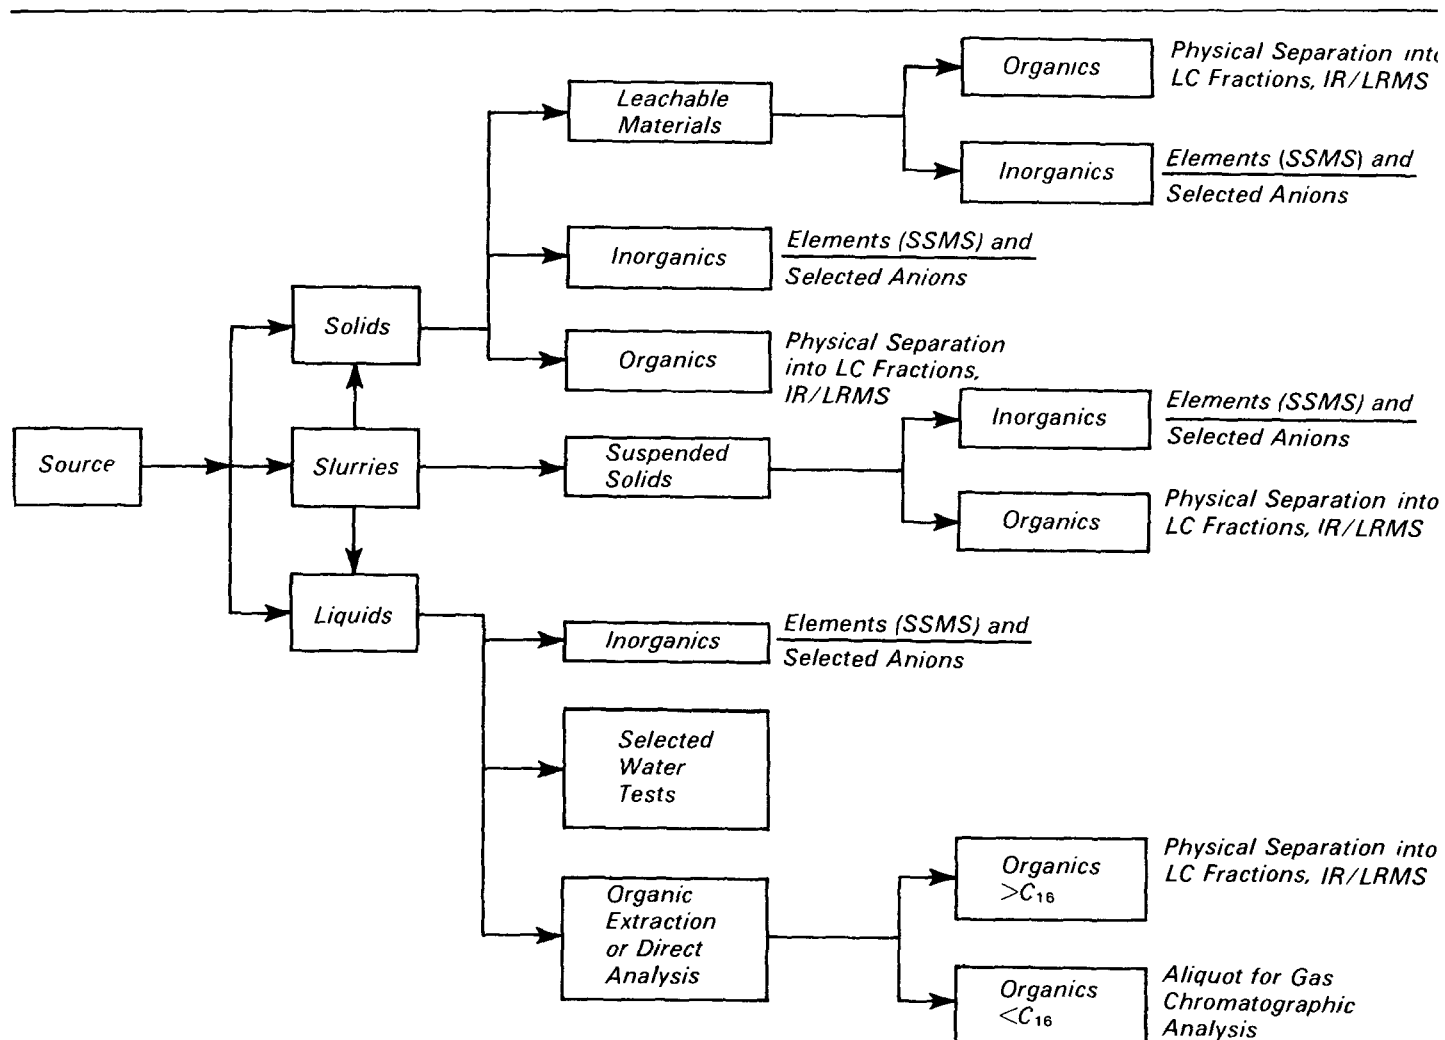 Organics
Physical Separation into
LC Fractions, IR/LRMS
Leachable
Materials
Inorganics
Elements (SSMS) and
Selected Anions
Inorganics
Elements (SSMS) and
Selected Anions
Solids
Organics
Physical Separation
into LC Fractions,
IR/LRMS
Source
Slurries
Suspended
Solids
Inorganics
Elements (SSMS) and
Selected Anions
Organics
Physical Separation into
LC Fractions, IR/LRMS
Liquids
Inorganics
Elements (SSMS) and
Selected Anions
Selected
Water
Tests
Organic
Extraction
or Direct
Analysis
Organics
>C₁₆
Physical Separation into
LC Fractions, IR/LRMS
Organics
<C₁₆
Aliquot for Gas
Chromatographic
Analysis